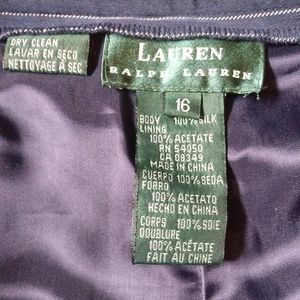 DRY CLEAN
LAVAR EN SECO
NETTOYAGE A SEC
LAUREN
RALPH LAUREN
16
BODY 100% SILK
LINING
100% ACETATE
RN 54050
CA 08349
MADE IN CHINA
CUERPO 100% SEDA
FORRO
100% ACETATO
HECHO EN CHINA
CORPS 100% SOIE
DOUBLURE
100% ACÉTATE
FAIT AU CHINE